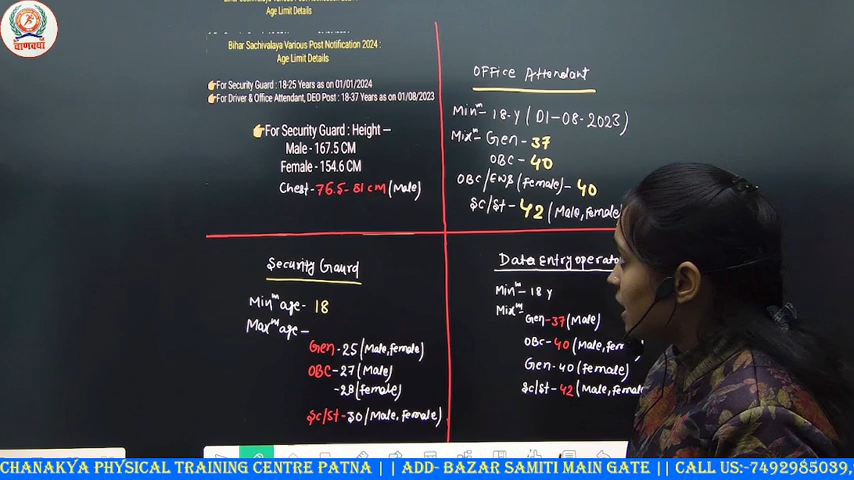 Age Limit Details
Bihar Sachivalaya Various Post Notification 2024 :
Age Limit Details
👉For Security Guard : 18-25 Years as on 01/01/2024
👉For Driver & Office Attendant, DEO Post : 18-37 Years as on 01/08/2023
👉For Security Guard : Height —
Male - 167.5 CM
Female - 154.6 CM
Chest - 76.5 - 81 CM (Male)
Office Attendant
Minᵐ - 18-y (01-08-2023)
Mixᵐ - Gen - 37
OBC - 40
OBC/EWS (Female) - 40
SC/St - 42 (Male, Female)
Security Gaurd
Minᵐ age - 18
Maxᵐ age —
Gen - 25 (Male, female)
OBC - 27 (Male)
- 28 (female)
SC/St - 30 (Male, Female)
Data Entry operato
Minᵐ - 18 y
Mixᵐ -
Gen - 37 (Male)
OBC - 40 (Male, Fem
Gen - 40 (Female)
SC/St - 42 (Male, Female
चाणक्या
CHANAKYA PHYSICAL TRAINING CENTRE PATNA | | ADD- BAZAR SAMITI MAIN GATE || CALL US:-7492985039,